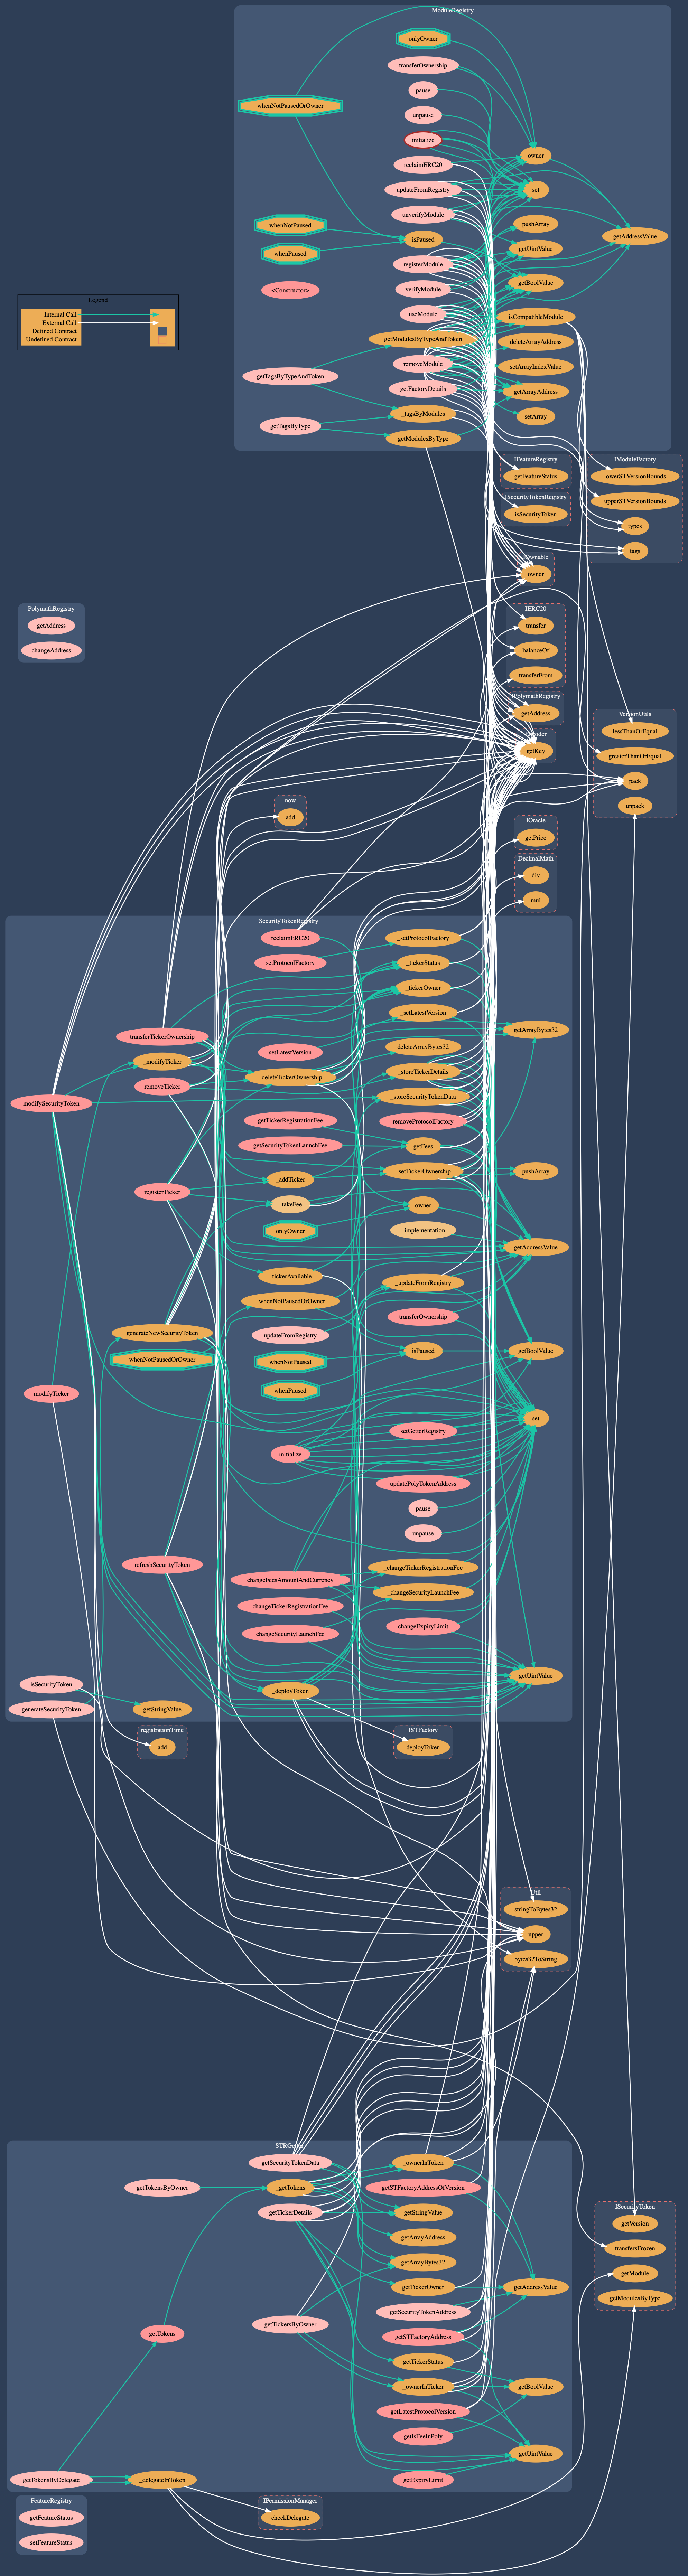 ModuleRegistry
onlyOwner
transferOwnership
pause
whenNotPausedOrOwner
unpause
initialize
owner
reclaimERC20
updateFromRegistry
set
unverifyModule
whenNotPaused
pushArray
isPaused
getAddressValue
whenPaused
getUintValue
registerModule
getBoolValue
<Constructor>
verifyModule
Legend
Internal Call
External Call
Defined Contract
Undefined Contract
useModule
isCompatibleModule
getModulesByTypeAndToken
deleteArrayAddress
removeModule
setArrayIndexValue
getTagsByTypeAndToken
getFactoryDetails
getArrayAddress
_tagsByModules
setArray
getTagsByType
getModulesByType
IFeatureRegistry
IModuleFactory
getFeatureStatus
lowerSTVersionBounds
ISecurityTokenRegistry
upperSTVersionBounds
isSecurityToken
types
tags
owner
PolymathRegistry
IERC20
getAddress
transfer
changeAddress
balanceOf
transferFrom
IPolymathRegistry
getAddress
VersionUtils
lessThanOrEqual
getKey
greaterThanOrEqual
pack
now
unpack
add
IOracle
getPrice
DecimalMath
div
mul
SecurityTokenRegistry
reclaimERC20
_setProtocolFactory
setProtocolFactory
_tickerStatus
_tickerOwner
_setLatestVersion
getArrayBytes32
transferTickerOwnership
setLatestVersion
deleteArrayBytes32
_modifyTicker
_deleteTickerOwnership
_storeTickerDetails
removeTicker
_storeSecurityTokenData
modifySecurityToken
getTickerRegistrationFee
removeProtocolFactory
getSecurityTokenLaunchFee
getFees
_setTickerOwnership
pushArray
_addTicker
registerTicker
_takeFee
owner
onlyOwner
_implementation
getAddressValue
_tickerAvailable
_updateFromRegistry
_whenNotPausedOrOwner
transferOwnership
generateNewSecurityToken
updateFromRegistry
isPaused
getBoolValue
whenNotPausedOrOwner
whenNotPaused
whenPaused
modifyTicker
set
setGetterRegistry
initialize
updatePolyTokenAddress
pause
unpause
refreshSecurityToken
_changeTickerRegistrationFee
changeFeesAmountAndCurrency
_changeSecurityLaunchFee
changeTickerRegistrationFee
changeExpiryLimit
changeSecurityLaunchFee
getUintValue
isSecurityToken
_deployToken
generateSecurityToken
getStringValue
registrationTime
add
ISTFactory
deployToken
Util
stringToBytes32
upper
bytes32ToString
getSecurityTokenData
_ownerInToken
getTokensByOwner
_getTokens
getSTFactoryAddressOfVersion
ISecurityToken
getTickerDetails
getStringValue
getVersion
getArrayAddress
transfersFrozen
getArrayBytes32
getModule
getTickerOwner
getAddressValue
getModulesByType
getSecurityTokenAddress
getTickersByOwner
getTokens
getSTFactoryAddress
getTickerStatus
_ownerInTicker
getBoolValue
getLatestProtocolVersion
getIsFeeInPoly
getUintValue
getTokensByDelegate
_delegateInToken
getExpiryLimit
FeatureRegistry
IPermissionManager
getFeatureStatus
checkDelegate
setFeatureStatus